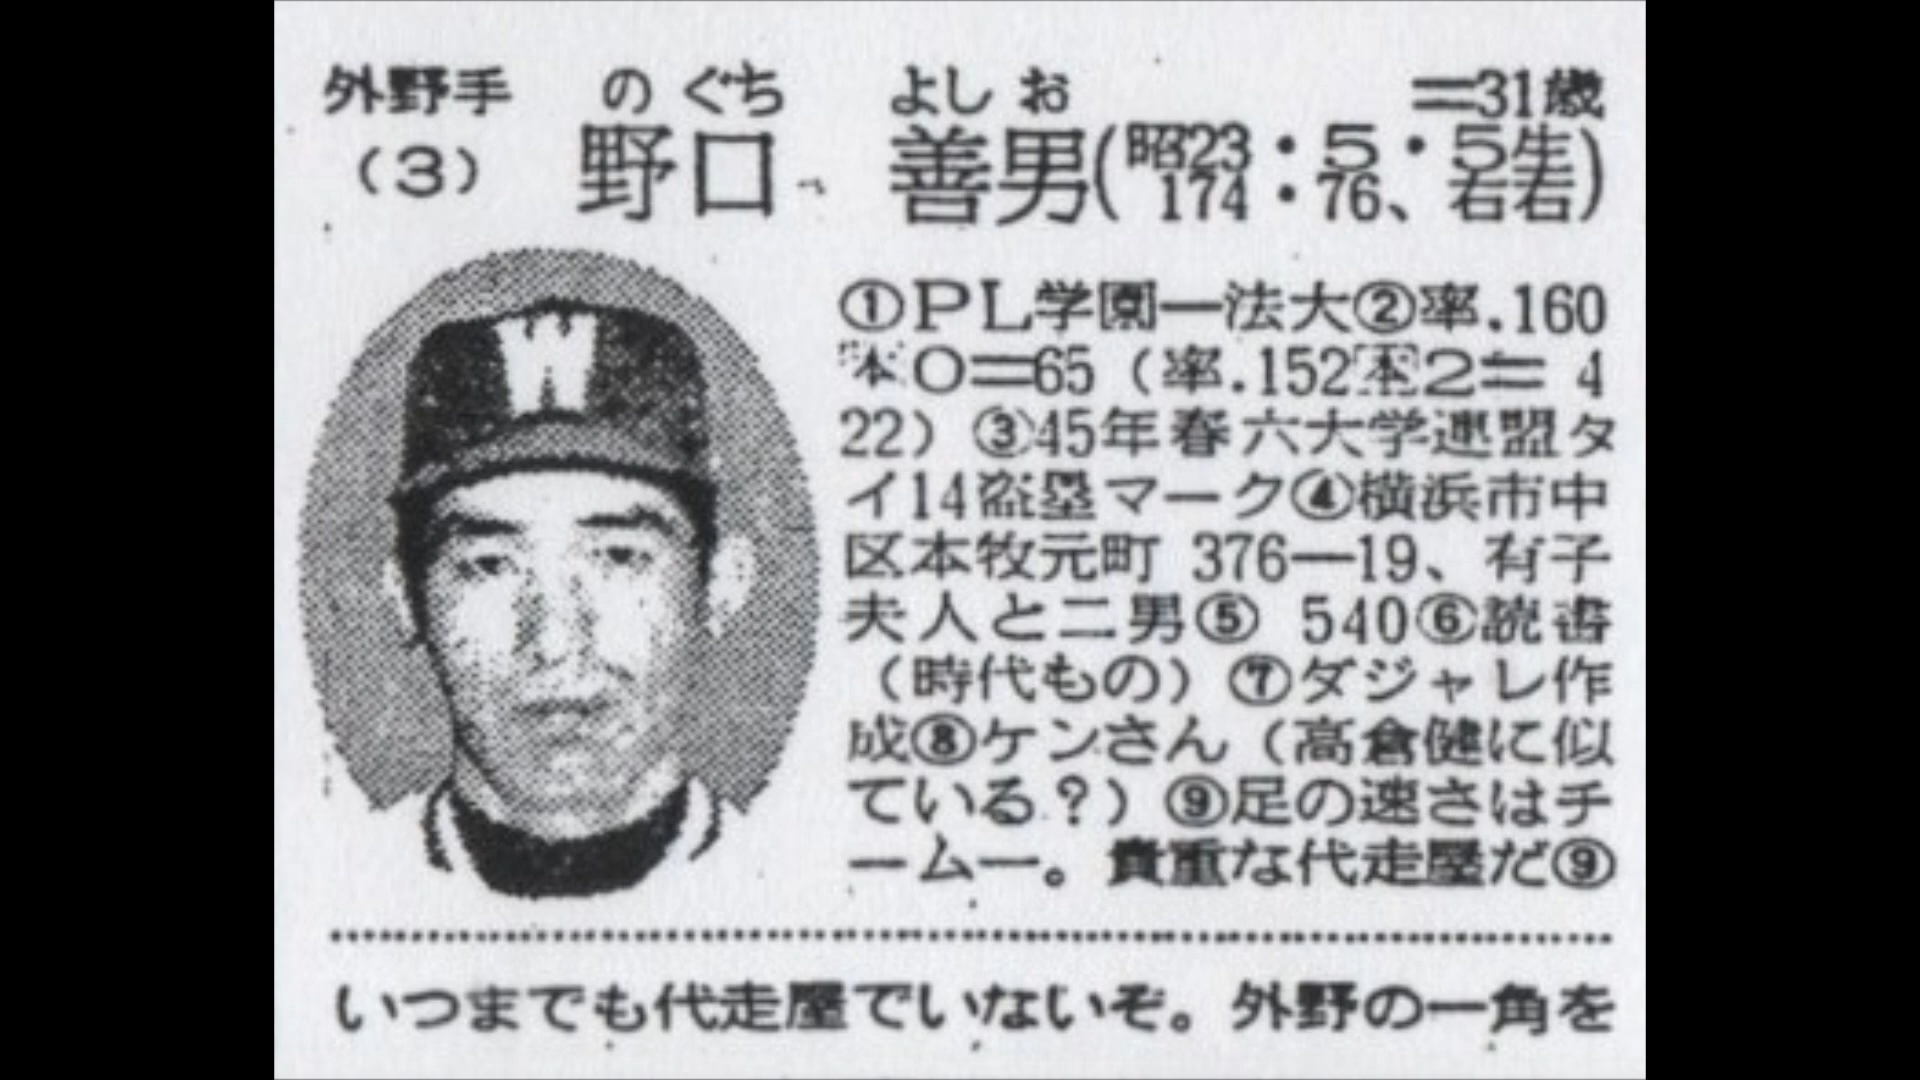 外野手 のぐち よしお =31歳
(3) 野口 善男(昭23・5・5生 174・76、右右)
W
①PL学園―法大②率.160
本0=65(率.152本2=4
22)③45年春六大学連盟タ
イ14盗塁マーク④横浜市中
区本牧元町 376―19、有子
夫人と二男⑤ 540⑥読書
(時代もの)⑦ダジャレ作
成⑧ケンさん(高倉健に似
ている?)⑨足の速さはチ
ーム一。貴重な代走屋だ⑨
いつまでも代走屋でいないぞ。外野の一角を